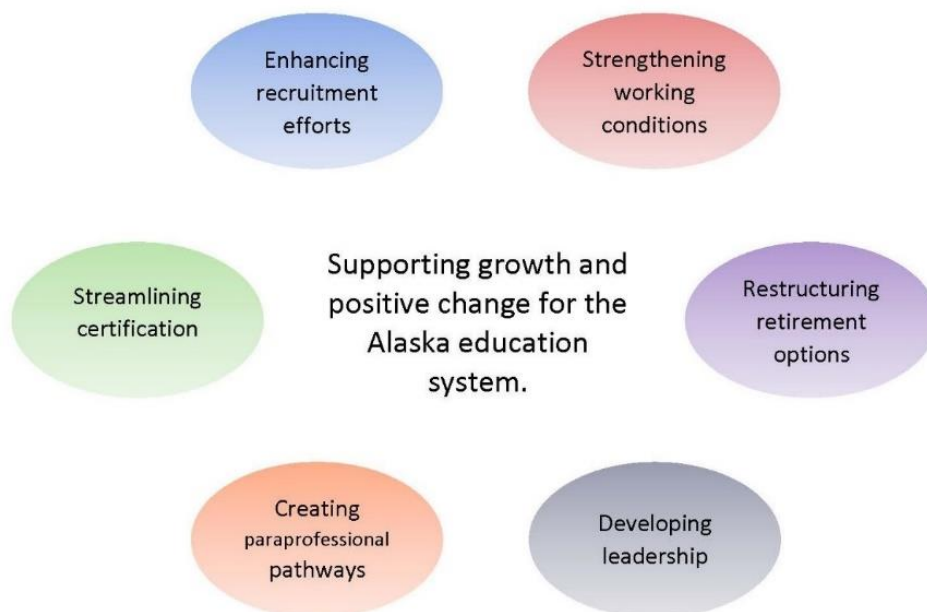 Enhancing
recruitment
efforts
Strengthening
working
conditions
Streamlining
certification
Supporting growth and
positive change for the
Alaska education
system.
Restructuring
retirement
options
Creating
paraprofessional
pathways
Developing
leadership